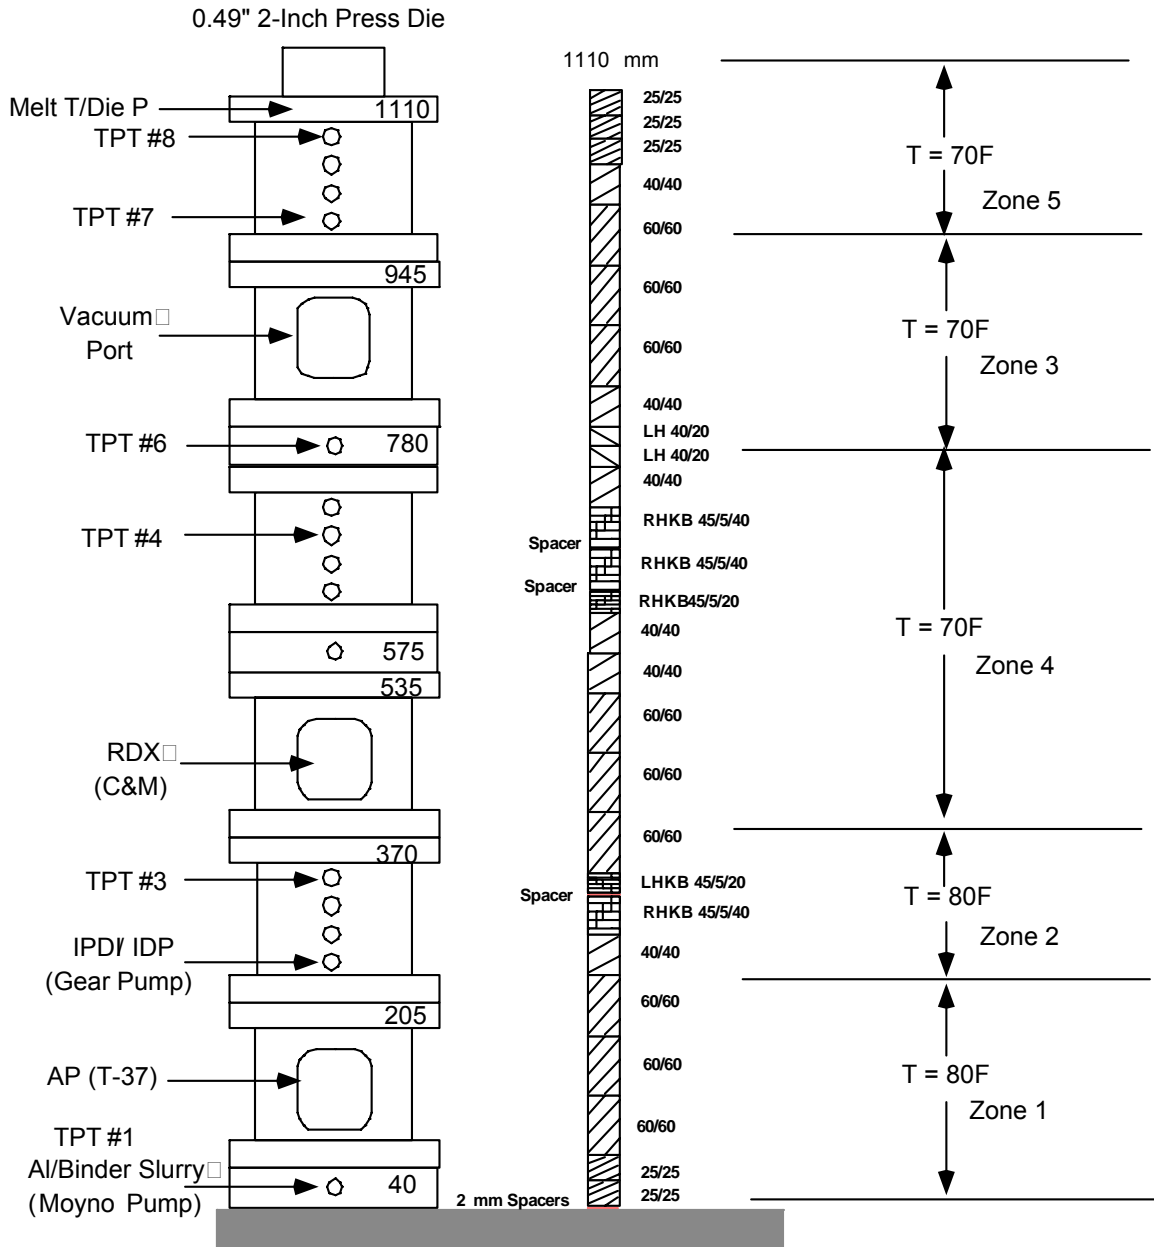 0.49" 2-Inch Press Die
Melt T/Die P
1110
TPT #8
TPT #7
945
Vacuum
Port
TPT #6
780
TPT #4
575
535
RDX
(C&M)
370
TPT #3
IPDI/ IDP
(Gear Pump)
205
AP (T-37)
TPT #1
Al/Binder Slurry
(Moyno Pump)
40
1110 mm
25/25
25/25
25/25
40/40
60/60
60/60
60/60
40/40
LH 40/20
LH 40/20
40/40
RHKB 45/5/40
Spacer
RHKB 45/5/40
Spacer
RHKB45/5/20
40/40
40/40
60/60
60/60
60/60
LHKB 45/5/20
Spacer
RHKB 45/5/40
40/40
60/60
60/60
60/60
25/25
25/25
2 mm Spacers
T = 70F
Zone 5
T = 70F
Zone 3
T = 70F
Zone 4
T = 80F
Zone 2
T = 80F
Zone 1